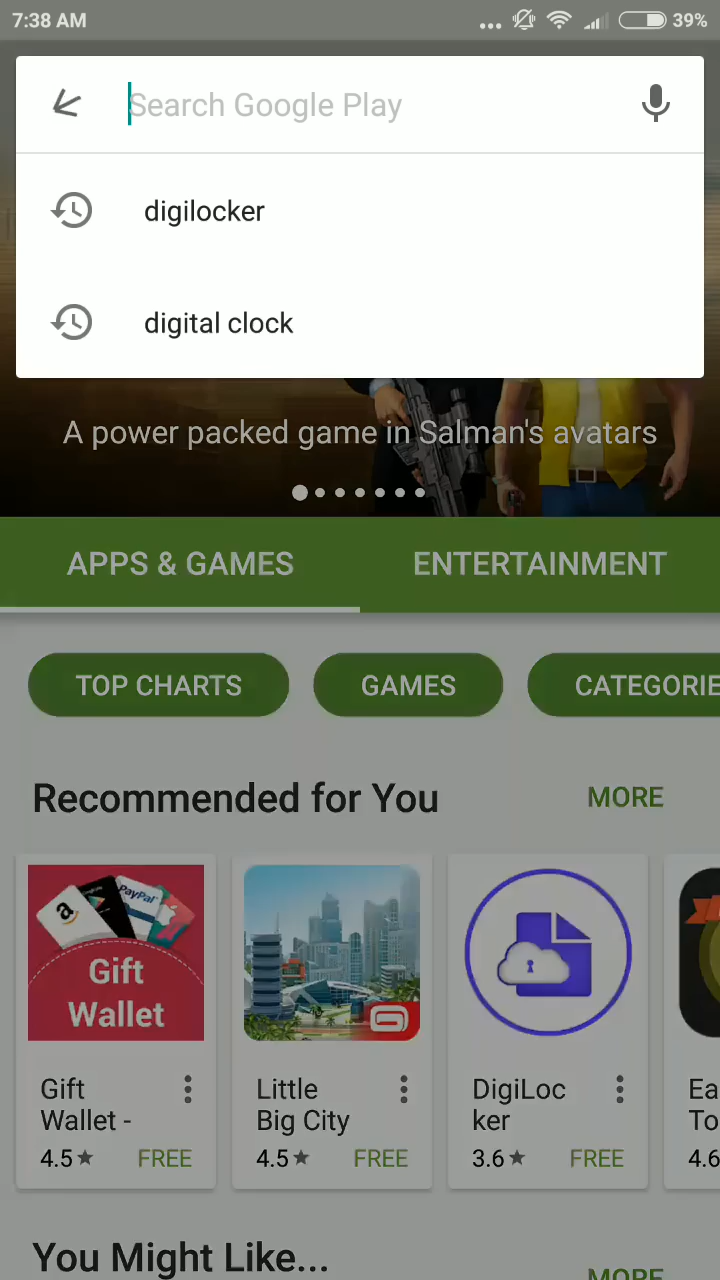 7:38 AM
39%
Search Google Play
digilocker
digital clock
A power packed game in Salman's avatars
APPS & GAMES
ENTERTAINMENT
TOP CHARTS
GAMES
CATEGORIE
Recommended for You
MORE
PayPal
a
Gift
Wallet
Gift
Wallet -
4.5★
FREE
Little
Big City
4.5★
FREE
DigiLoc
ker
3.6★
FREE
Ea
To
4.6
You Might Like...
MORE